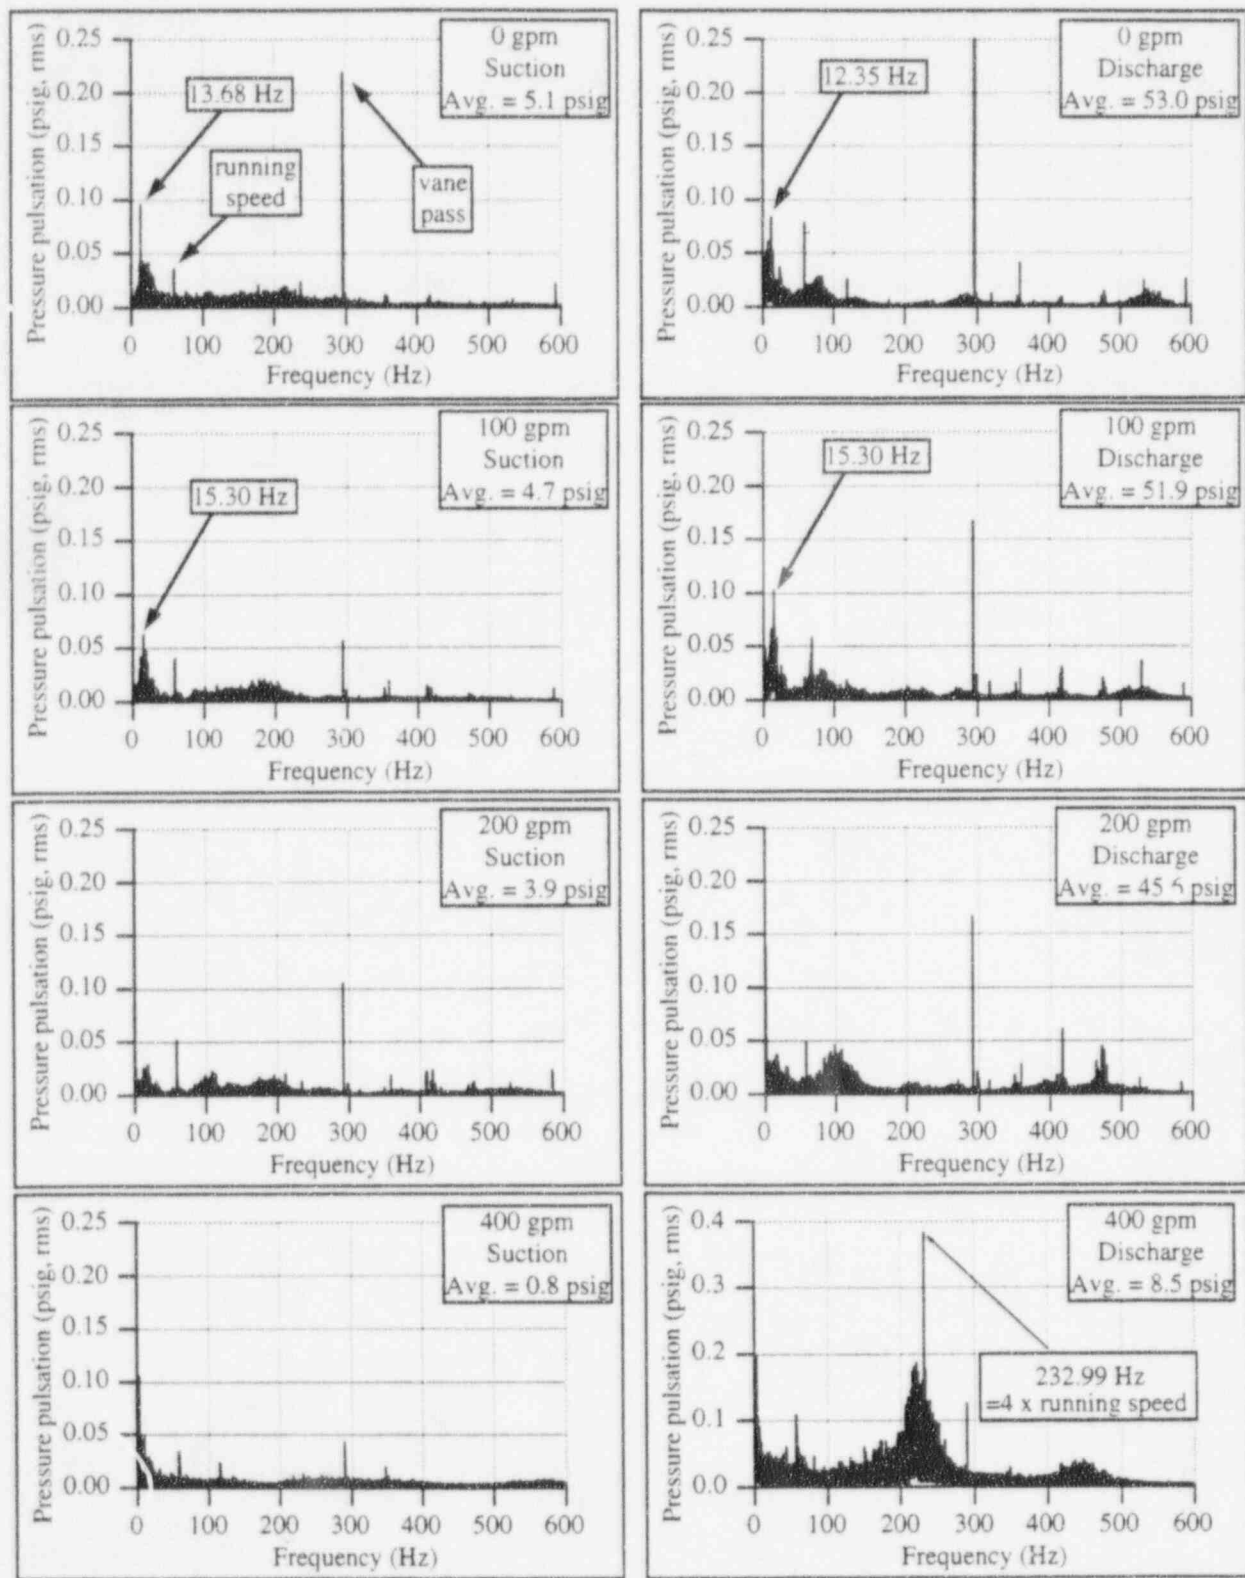 Pressure pulsation (psig, rms)
0.25
0.20
0.15
0.10
0.05
0.00
0 gpm
Suction
Avg. = 5.1 psig
13.68 Hz
running
speed
vane
pass
0 100 200 300 400 500 600
Frequency (Hz)
Pressure pulsation (psig, rms)
0.25
0.20
0.15
0.10
0.05
0.00
0 gpm
Discharge
Avg. = 53.0 psig
12.35 Hz
0 100 200 300 400 500 600
Frequency (Hz)
Pressure pulsation (psig, rms)
0.25
0.20
0.15
0.10
0.05
0.00
100 gpm
Suction
Avg. = 4.7 psig
15.30 Hz
0 100 200 300 400 500 600
Frequency (Hz)
Pressure pulsation (psig, rms)
0.25
0.20
0.15
0.10
0.05
0.00
100 gpm
Discharge
Avg. = 51.9 psig
15.30 Hz
0 100 200 300 400 500 600
Frequency (Hz)
Pressure pulsation (psig, rms)
0.25
0.20
0.15
0.10
0.05
0.00
200 gpm
Suction
Avg. = 3.9 psig
0 100 200 300 400 500 600
Frequency (Hz)
Pressure pulsation (psig, rms)
0.25
0.20
0.15
0.10
0.05
0.00
200 gpm
Discharge
Avg. = psig
0 100 200 300 400 500 600
Frequency (Hz)
Pressure pulsation (psig, rms)
0.25
0.20
0.15
0.10
0.05
0.00
400 gpm
Suction
Avg. = 0.8 psig
0 100 200 300 400 500 600
Frequency (Hz)
Pressure pulsation (psig, rms)
0.4
0.3
0.2
0.1
0.0
400 gpm
Discharge
Avg. = 8.5 psig
232.99 Hz
=4 x running speed
0 100 200 300 400 500 600
Frequency (Hz)